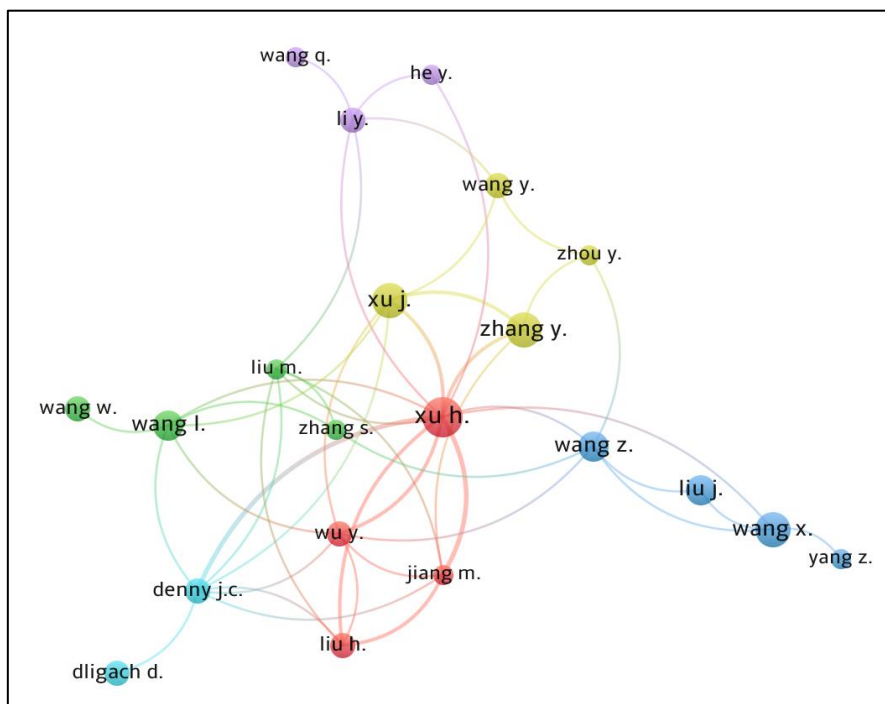 wang q.
he y.
li y.
wang y.
zhou y.
xu j.
zhang y.
liu m.
wang w.
wang l.
zhang s.
xu h.
wang z.
liu j.
wang x.
yang z.
wu y.
jiang m.
denny j.c.
liu h.
dligach d.